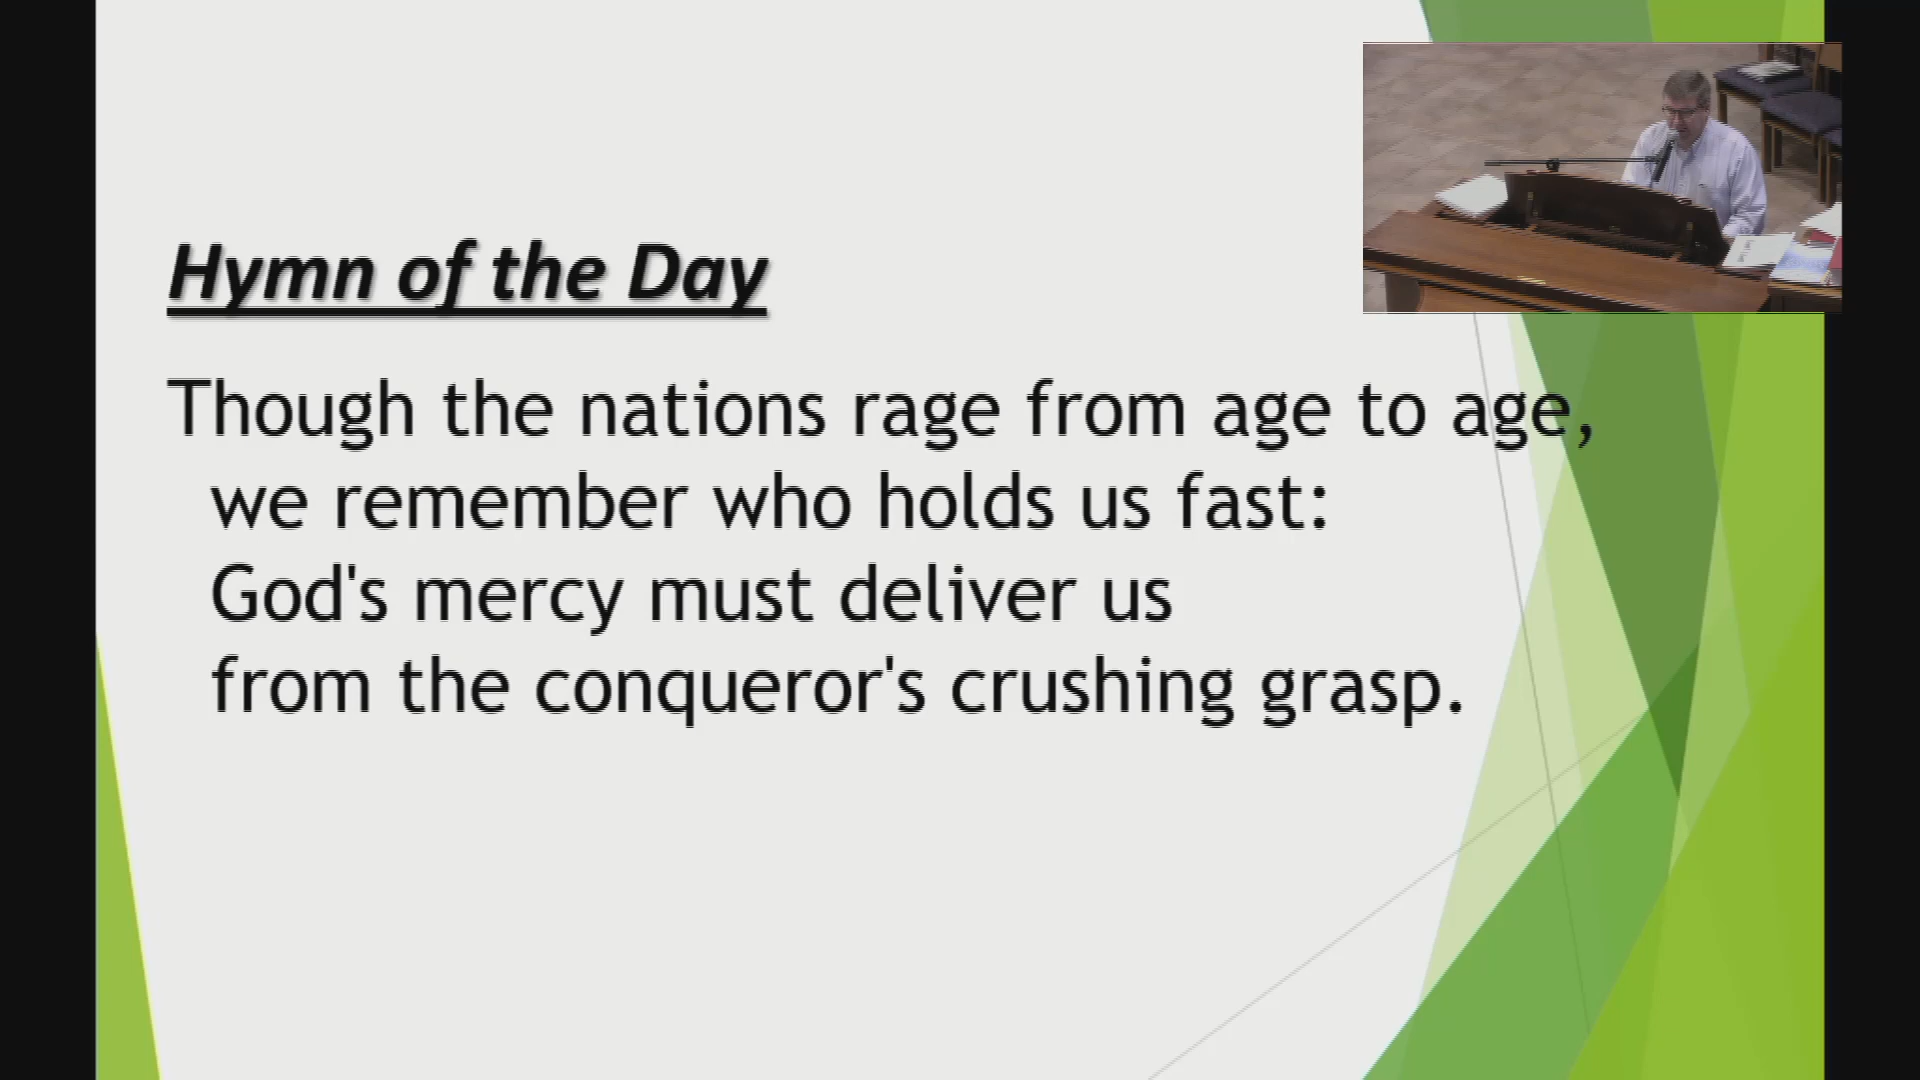 Hymn of the Day
Though the nations rage from age to age,
we remember who holds us fast:
God's mercy must deliver us
from the conqueror's crushing grasp.